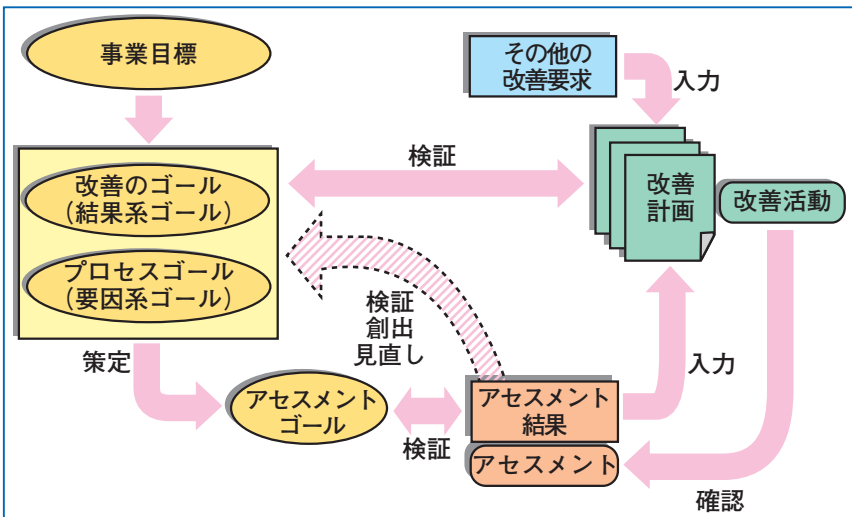 事業目標
その他の
改善要求
入力
検証
改善のゴール
(結果系ゴール)
改善
計画
改善活動
プロセスゴール
(要因系ゴール)
検証
創出
見直し
策定
入力
アセスメント
ゴール
検証
アセスメント
結果
アセスメント
確認